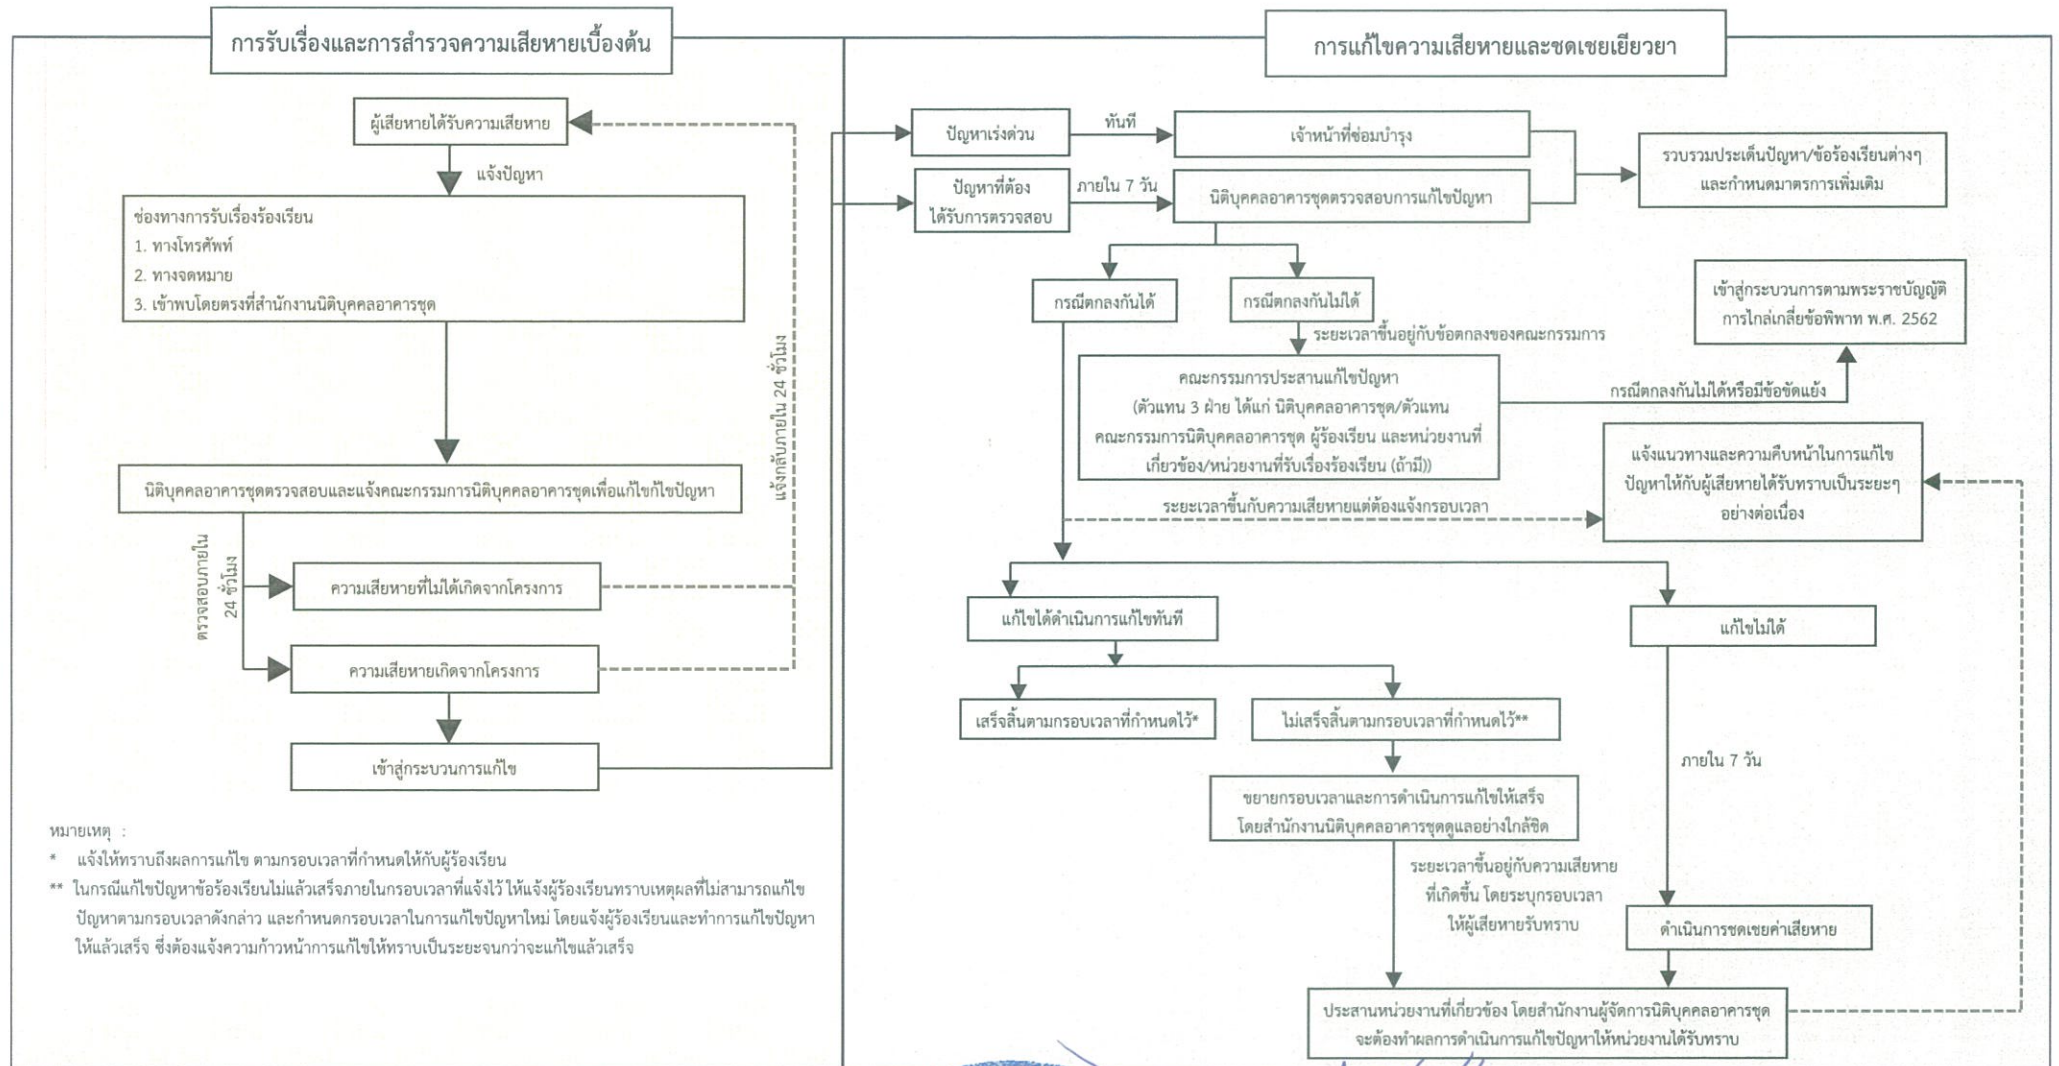 การรับเรื่องและการสำรวจความเสียหายเบื้องต้น
ผู้เสียหายได้รับความเสียหาย
แจ้งปัญหา
ช่องทางการรับเรื่องร้องเรียน
1. ทางโทรศัพท์
2. ทางจดหมาย
3. เข้าพบโดยตรงที่สำนักงานนิติบุคคลอาคารชุด
แจ้งกลับภายใน 24 ชั่วโมง
นิติบุคคลอาคารชุดตรวจสอบและแจ้งคณะกรรมการนิติบุคคลอาคารชุดเพื่อแก้ไขก้ไขปัญหา
ตรวจสอบภายใน
24 ชั่วโมง
ความเสียหายที่ไม่ได้เกิดจากโครงการ
ความเสียหายเกิดจากโครงการ
เข้าสู่กระบวนการแก้ไข
หมายเหตุ :
* แจ้งให้ทราบถึงผลการแก้ไข ตามกรอบเวลาที่กำหนดให้กับผู้ร้องเรียน
** ในกรณีแก้ไขปัญหาข้อร้องเรียนไม่แล้วเสร็จภายในกรอบเวลาที่แจ้งไว้ ให้แจ้งผู้ร้องเรียนทราบเหตุผลที่ไม่สามารถแก้ไข
ปัญหาตามกรอบเวลาดังกล่าว และกำหนดกรอบเวลาในการแก้ไขปัญหาใหม่ โดยแจ้งผู้ร้องเรียนและทำการแก้ไขปัญหา
ให้แล้วเสร็จ ซึ่งต้องแจ้งความก้าวหน้าการแก้ไขให้ทราบเป็นระยะจนกว่าจะแก้ไขแล้วเสร็จ
การแก้ไขความเสียหายและชดเชยเยียวยา
ปัญหาเร่งด่วน
ทันที
เจ้าหน้าที่ซ่อมบำรุง
รวบรวมประเด็นปัญหา/ข้อร้องเรียนต่างๆ
และกำหนดมาตรการเพิ่มเติม
ปัญหาที่ต้อง
ได้รับการตรวจสอบ
ภายใน 7 วัน
นิติบุคคลอาคารชุดตรวจสอบการแก้ไขปัญหา
กรณีตกลงกันได้
กรณีตกลงกันไม่ได้
เข้าสู่กระบวนการตามพระราชบัญญัติ
การไกล่เกลี่ยข้อพิพาท พ.ศ. 2562
ระยะเวลาขึ้นอยู่กับข้อตกลงของคณะกรรมการ
คณะกรรมการประสานแก้ไขปัญหา
(ตัวแทน 3 ฝ่าย ได้แก่ นิติบุคคลอาคารชุด/ตัวแทน
คณะกรรมการนิติบุคคลอาคารชุด ผู้ร้องเรียน และหน่วยงานที่
เกี่ยวข้อง/หน่วยงานที่รับเรื่องร้องเรียน (ถ้ามี))
กรณีตกลงกันไม่ได้หรือมีข้อขัดแย้ง
แจ้งแนวทางและความคืบหน้าในการแก้ไข
ปัญหาให้กับผู้เสียหายได้รับทราบเป็นระยะๆ
อย่างต่อเนื่อง
ระยะเวลาขึ้นกับความเสียหายแต่ต้องแจ้งกรอบเวลา
แก้ไขได้ดำเนินการแก้ไขทันที
แก้ไขไม่ได้
เสร็จสิ้นตามกรอบเวลาที่กำหนดไว้*
ไม่เสร็จสิ้นตามกรอบเวลาที่กำหนดไว้**
ภายใน 7 วัน
ขยายกรอบเวลาและการดำเนินการแก้ไขให้เสร็จ
โดยสำนักงานนิติบุคคลอาคารชุดดูแลอย่างใกล้ชิด
ระยะเวลาขึ้นอยู่กับความเสียหาย
ที่เกิดขึ้น โดยระบุกรอบเวลา
ให้ผู้เสียหายรับทราบ
ดำเนินการชดเชยค่าเสียหาย
ประสานหน่วยงานที่เกี่ยวข้อง โดยสำนักงานผู้จัดการนิติบุคคลอาคารชุด
จะต้องทำผลการดำเนินการแก้ไขปัญหาให้หน่วยงานได้รับทราบ